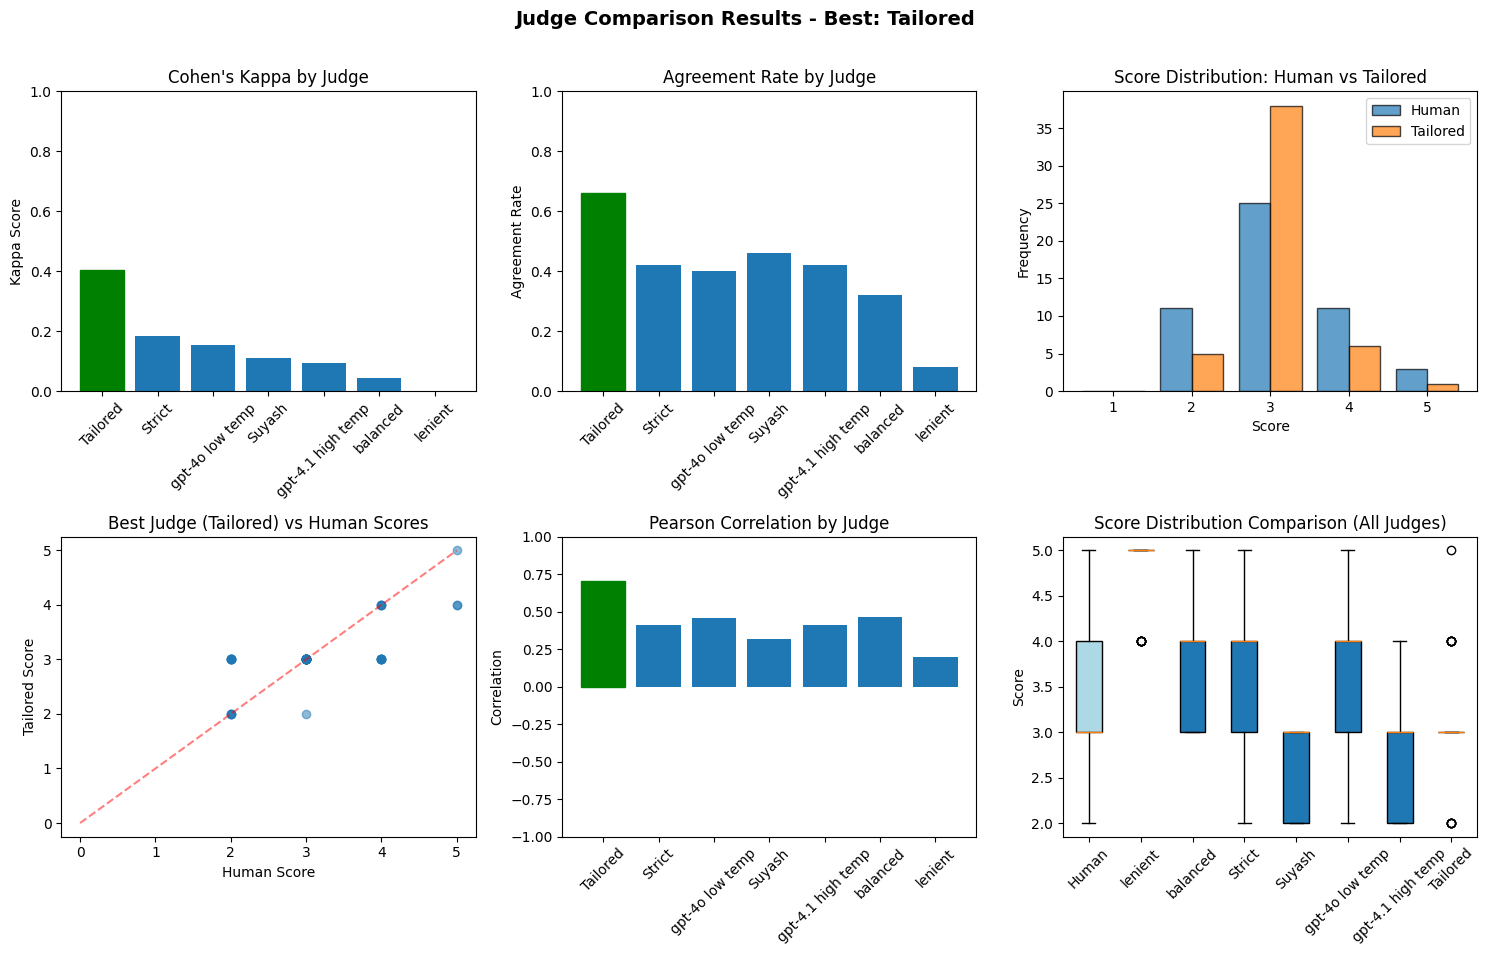 Judge Comparison Results - Best: Tailored
Cohen's Kappa by Judge
Kappa Score
1.0
0.8
0.6
0.4
0.2
0.0
Tailored
Strict
gpt-4o low temp
Suyash
gpt-4.1 high temp
balanced
lenient
Agreement Rate by Judge
Agreement Rate
1.0
0.8
0.6
0.4
0.2
0.0
Tailored
Strict
gpt-4o low temp
Suyash
gpt-4.1 high temp
balanced
lenient
Score Distribution: Human vs Tailored
Human
Tailored
Frequency
35
30
25
20
15
10
5
0
1 2 3 4 5
Score
Best Judge (Tailored) vs Human Scores
Tailored Score
5
4
3
2
1
0
0 1 2 3 4 5
Human Score
Pearson Correlation by Judge
Correlation
1.00
0.75
0.50
0.25
0.00
−0.25
−0.50
−0.75
−1.00
Tailored
Strict
gpt-4o low temp
Suyash
gpt-4.1 high temp
balanced
lenient
Score Distribution Comparison (All Judges)
Score
5.0
4.5
4.0
3.5
3.0
2.5
2.0
Human
lenient
balanced
Strict
Suyash
gpt-4o low temp
gpt-4.1 high temp
Tailored